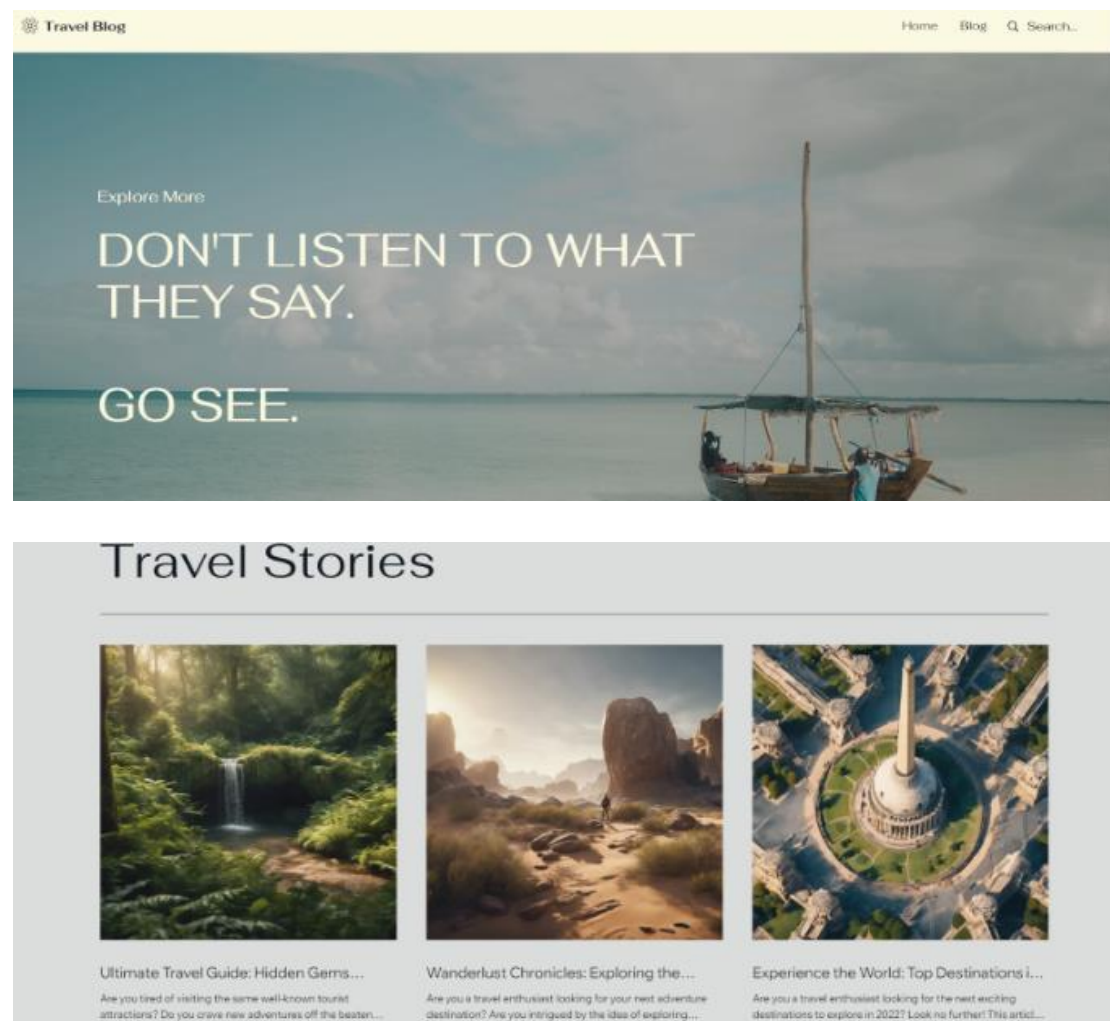 Travel Blog
Home Blog Search...
Explore More
DON'T LISTEN TO WHAT
THEY SAY.
GO SEE.
Travel Stories
Ultimate Travel Guide: Hidden Gems...
Wanderlust Chronicles: Exploring the...
Experience the World: Top Destinations i...
Are you tired of visiting the same well-known tourist
attractions? Do you crave new adventures off the beaten...
Are you a travel enthusiast looking for your next adventure
destination? Are you intrigued by the idea of exploring...
Are you a travel enthusiast looking for the next exciting
destinations to explore in 2022? Look no further! This articl...